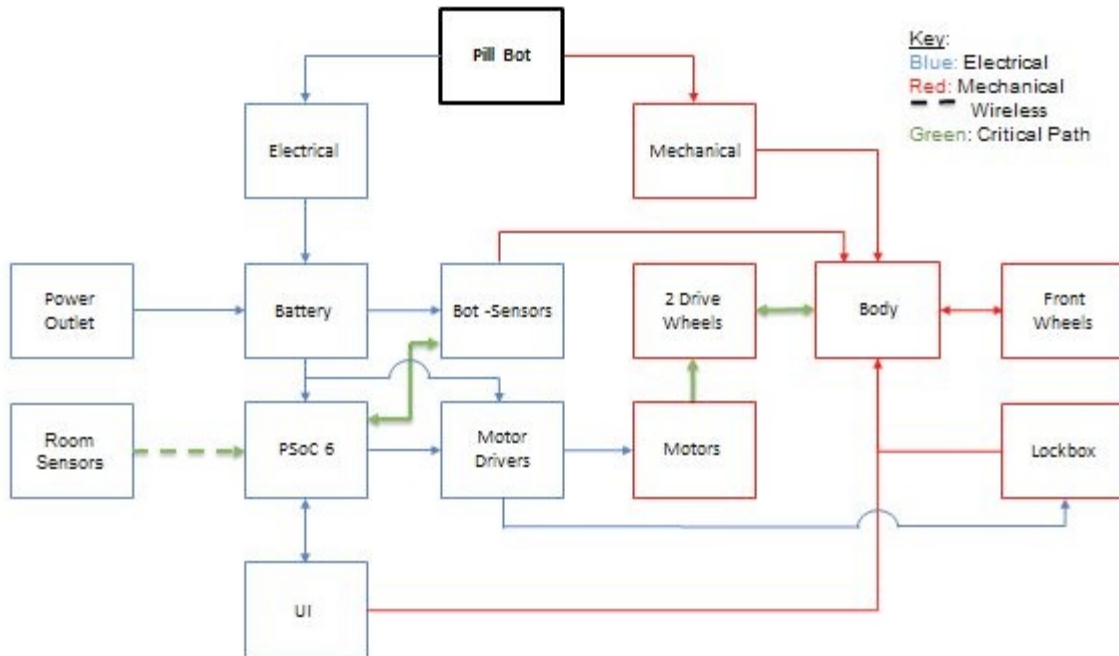 Pill Bot
Key:
Blue: Electrical
Red: Mechanical
Wireless
Green: Critical Path
Electrical
Mechanical
Power
Outlet
Battery
Bot -Sensors
2 Drive
Wheels
Body
Front
Wheels
Room
Sensors
PSoC 6
Motor
Drivers
Motors
Lockbox
UI